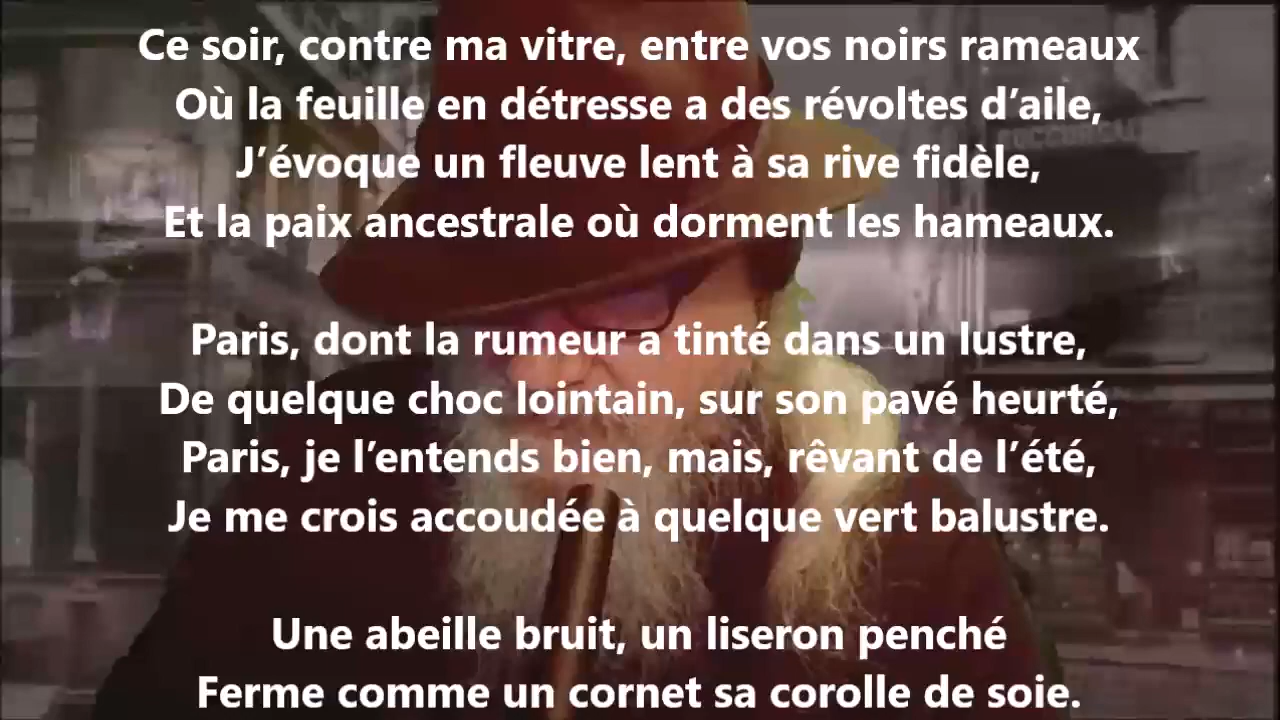 Ce soir, contre ma vitre, entre vos noirs rameaux
Où la feuille en détresse a des révoltes d’aile,
J’évoque un fleuve lent à sa rive fidèle,
Et la paix ancestrale où dorment les hameaux.
Paris, dont la rumeur a tinté dans un lustre,
De quelque choc lointain, sur son pavé heurté,
Paris, je l’entends bien, mais, rêvant de l’été,
Je me crois accoudée à quelque vert balustre.
Une abeille bruit, un liseron penché
Ferme comme un cornet sa corolle de soie.